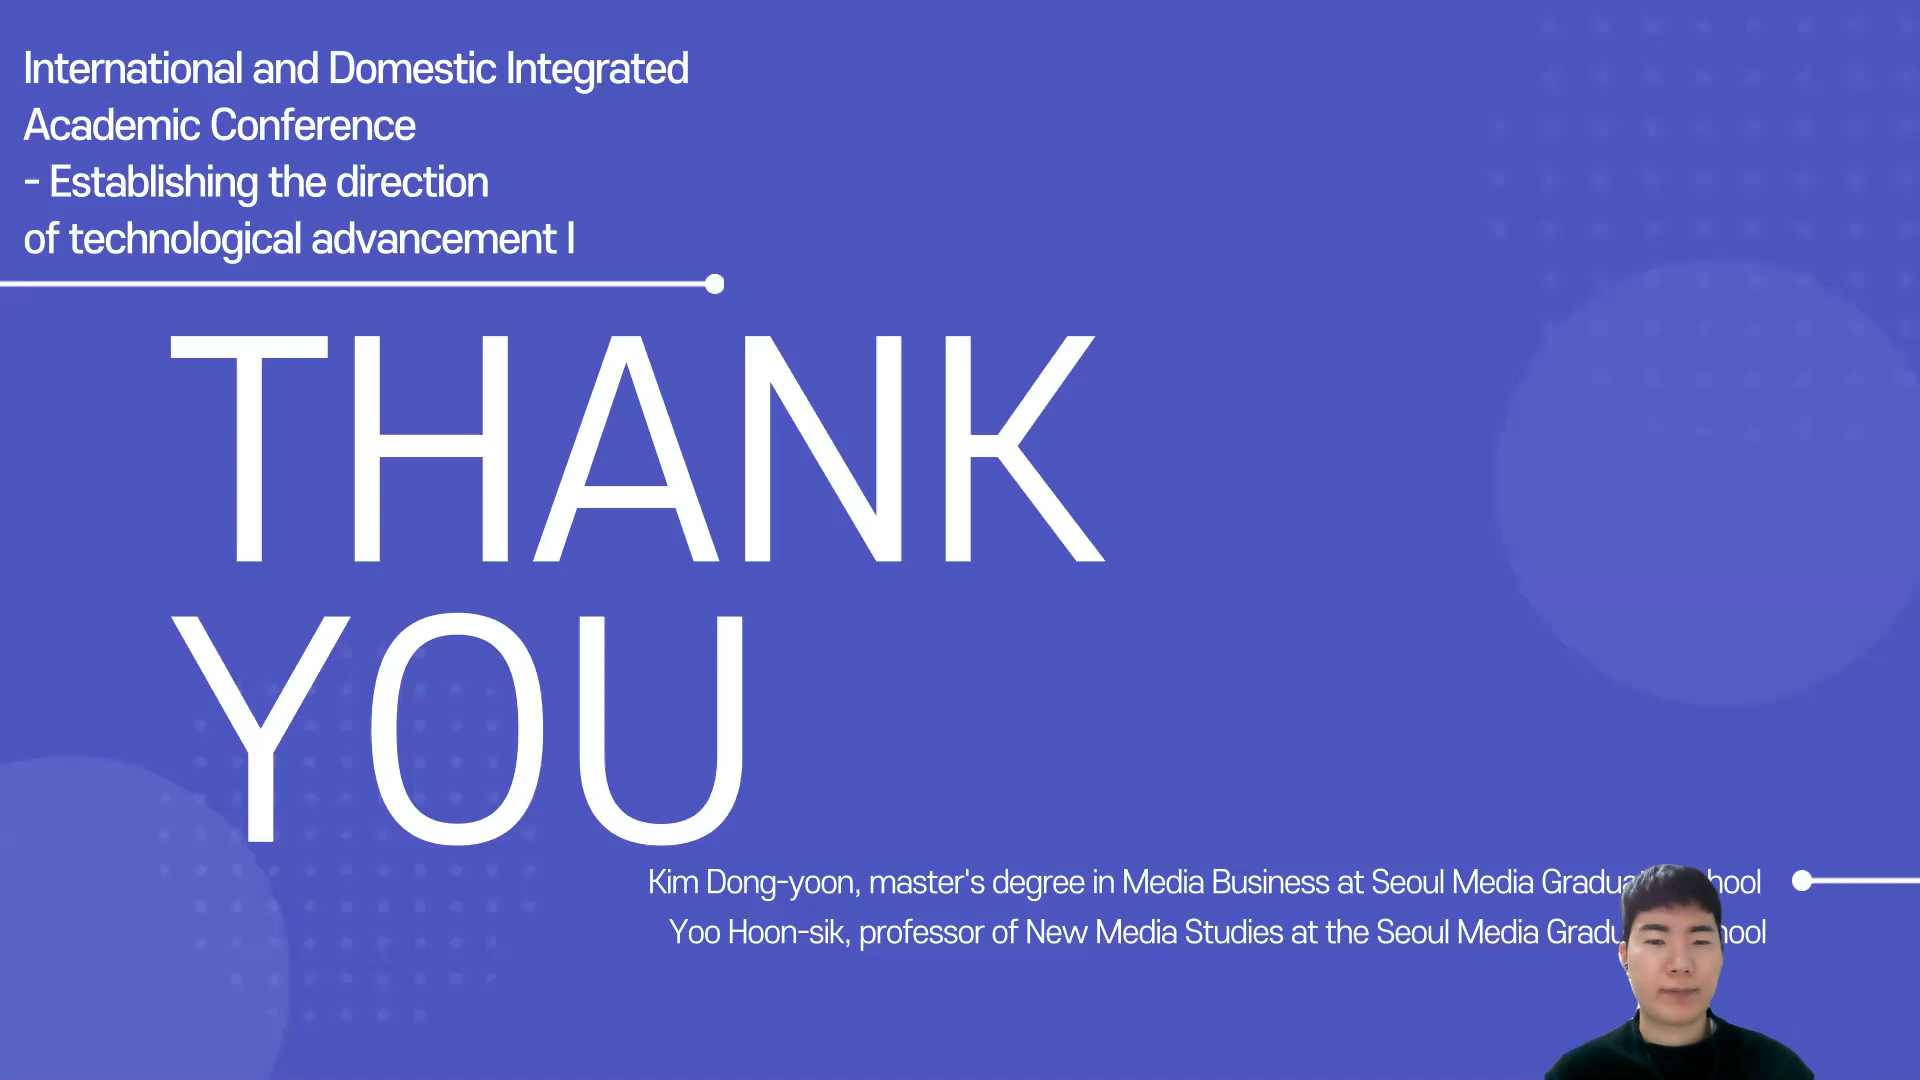 International and Domestic Integrated
Academic Conference
- Establishing the direction
of technological advancement I
THANK
YOU
Kim Dong-yoon, master's degree in Media Business at Seoul Media
Yoo Hoon-sik, professor of New Media Studies at the Seoul Media